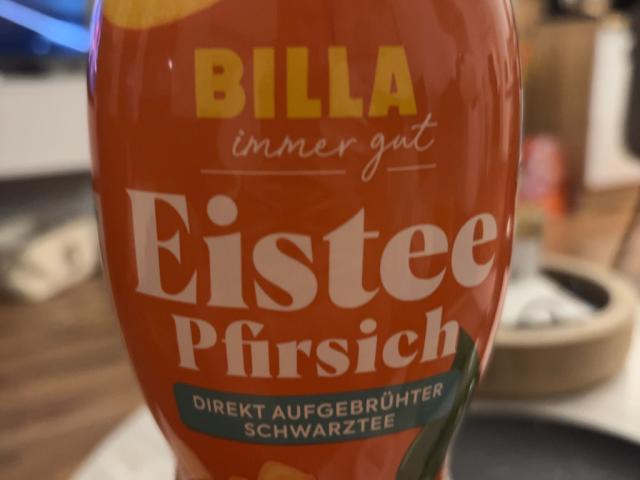 BILLA
immer gut
Eistee
Pfirsich
DIREKT AUFGEBRÜHTER
SCHWARZTEE